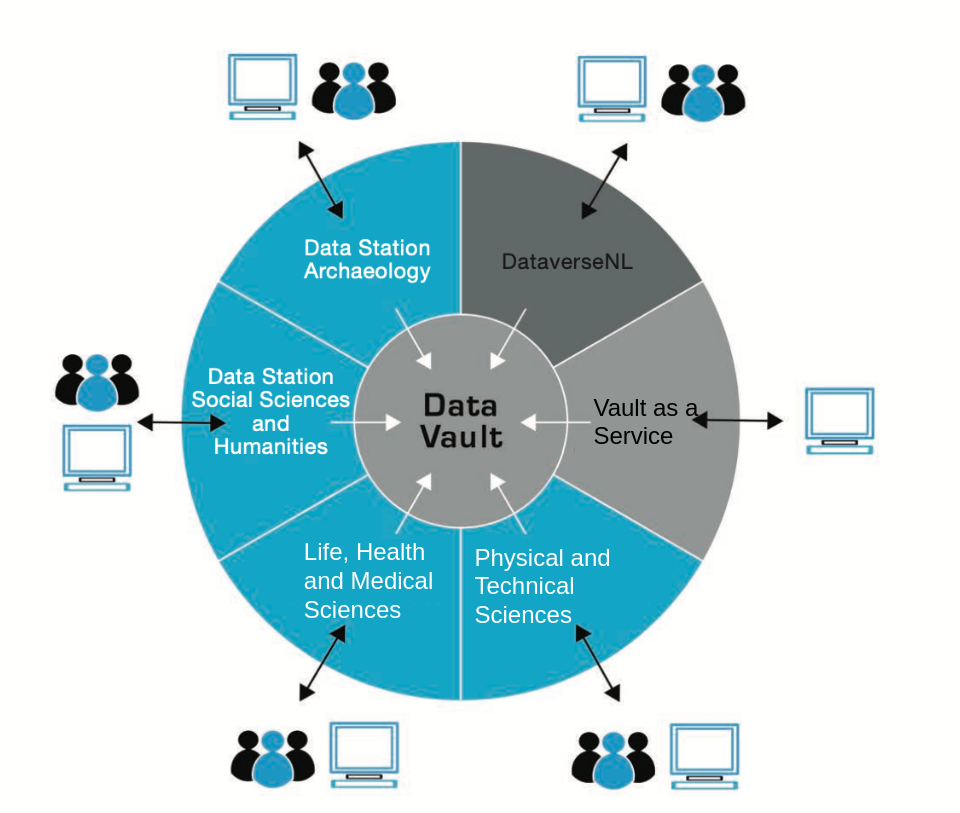 Data Station
Archaeology
DataverseNL
Data Station
Social Sciences
and
Humanities
Data
Vault
Vault as a
Service
Life, Health
and Medical
Sciences
Physical and
Technical
Sciences